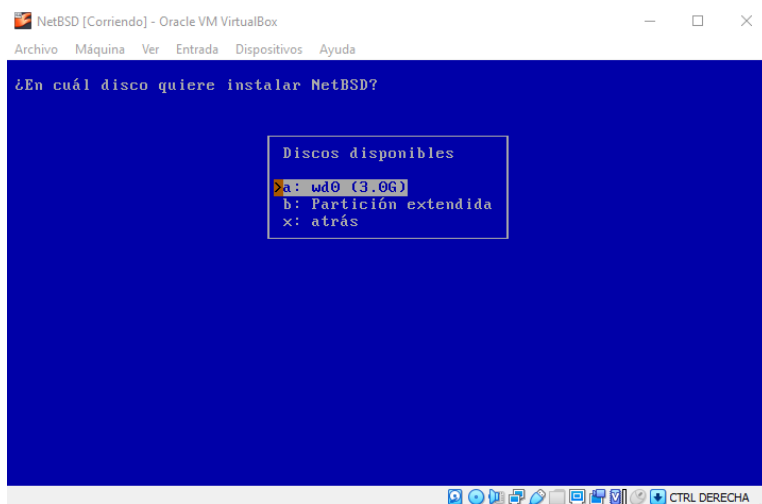 NetBSD [Corriendo] - Oracle VM VirtualBox
Archivo Máquina Ver Entrada Dispositivos Ayuda
¿En cuál disco quiere instalar NetBSD?
Discos disponibles
>a: wd0 (3.0G)
b: Partición extendida
x: atrás
CTRL DERECHA